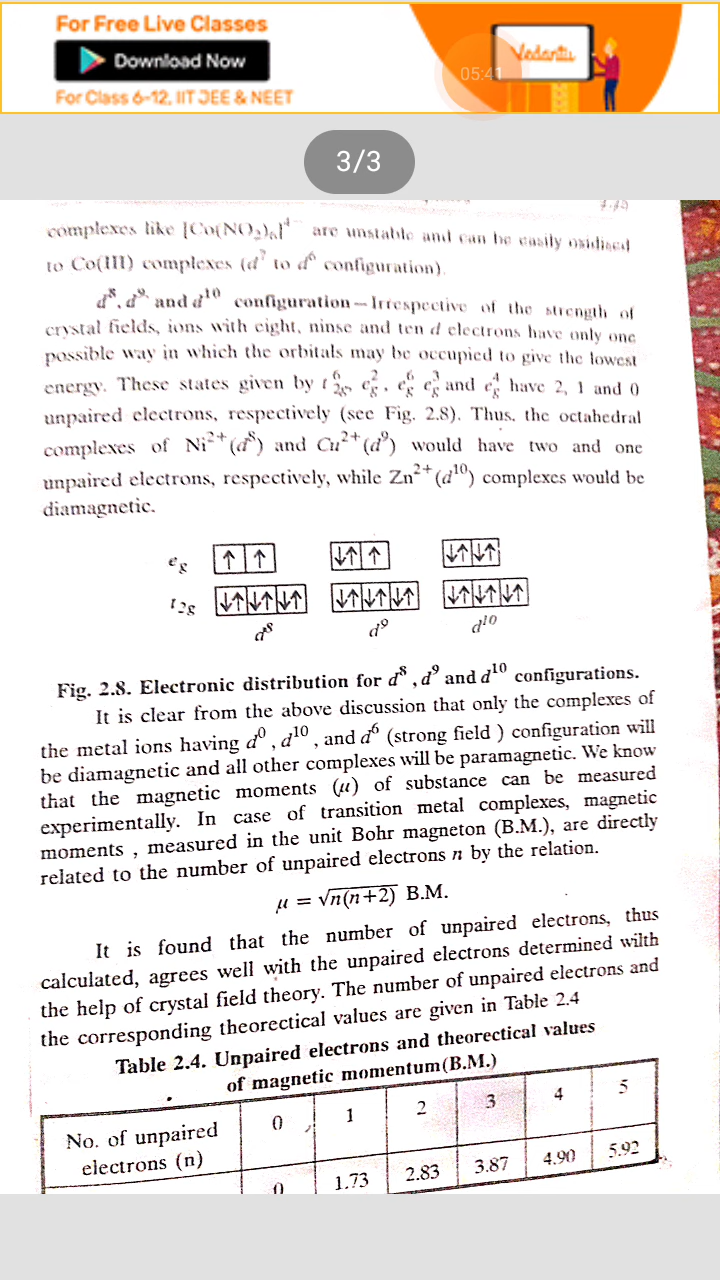 For Free Live Classes
Download Now
For Class 6-12, IIT JEE & NEET
Vedantu
05:41
3/3
complexes like [Co(NO₂)₆]⁴⁻ are unstable and can be easily oxidised
to Co(III) complexes (d⁷ to d⁶ configuration).
d⁸, d⁹ and d¹⁰ configuration—Irrespective of the strength of
crystal fields, ions with eight, ninse and ten d electrons have only one
possible way in which the orbitals may be occupied to give the lowest
energy. These states given by t⁶₂g, e²g, e⁶g e³g and e⁴g have 2, 1 and 0
unpaired electrons, respectively (see Fig. 2.8). Thus, the octahedral
complexes of Ni²⁺(d⁸) and Cu²⁺(d⁹) would have two and one
unpaired electrons, respectively, while Zn²⁺(d¹⁰) complexes would be
diamagnetic.
eg ↑ ↑ ↓↑ ↑ ↓↑ ↓↑
t2g ↓↑ ↓↑ ↓↑ ↓↑ ↓↑ ↓↑ ↓↑ ↓↑ ↓↑
d⁸ d⁹ d¹⁰
Fig. 2.8. Electronic distribution for d⁸, d⁹ and d¹⁰ configurations.
It is clear from the above discussion that only the complexes of
the metal ions having d⁰, d¹⁰, and d⁶ (strong field ) configuration will
be diamagnetic and all other complexes will be paramagnetic. We know
that the magnetic moments (μ) of substance can be measured
experimentally. In case of transition metal complexes, magnetic
moments , measured in the unit Bohr magneton (B.M.), are directly
related to the number of unpaired electrons n by the relation.
μ = √n(n+2) B.M.
It is found that the number of unpaired electrons, thus
calculated, agrees well with the unpaired electrons determined wilth
the help of crystal field theory. The number of unpaired electrons and
the corresponding theorectical values are given in Table 2.4
Table 2.4. Unpaired electrons and theorectical values
of magnetic momentum(B.M.)
No. of unpaired 0 1 2 3 4 5
electrons (n)
0 1.73 2.83 3.87 4.90 5.92